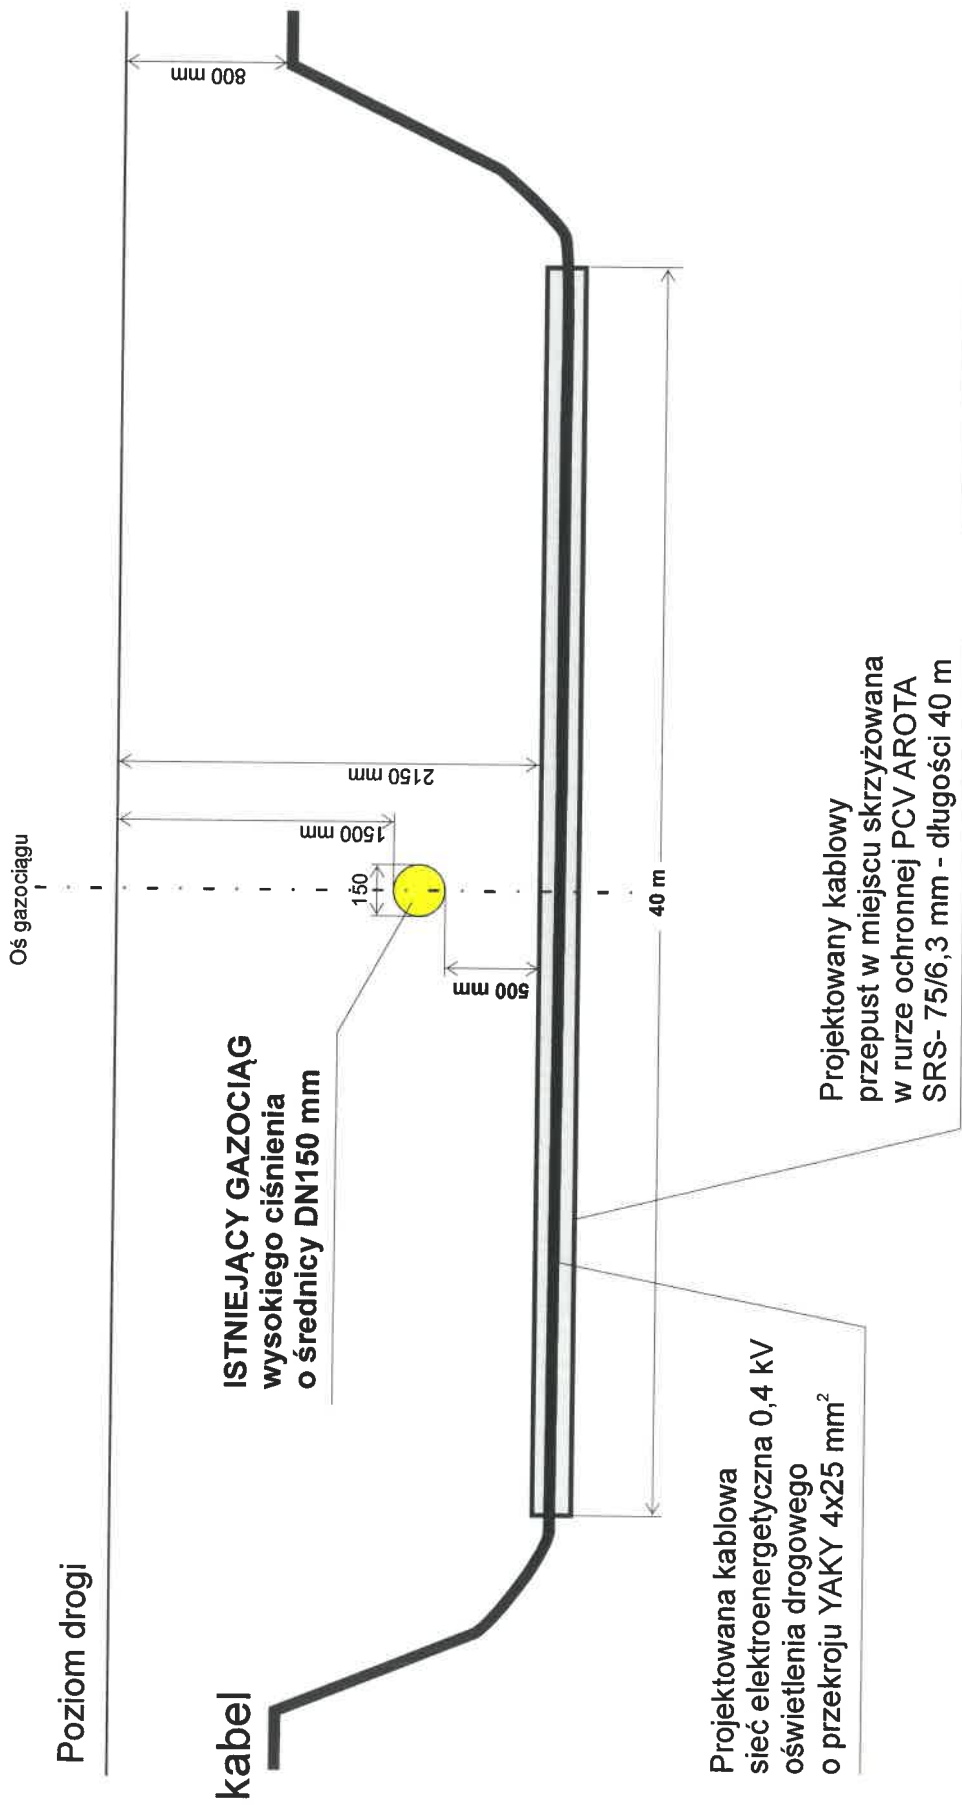 Oś gazociągu
Poziom drogi
kabel
800 mm
1500 mm
2150 mm
150
500 mm
40 m
ISTNIEJĄCY GAZOCIĄG
wysokiego ciśnienia
o średnicy DN150 mm
Projektowana kablowa
sieć elektroenergetyczna 0,4 kV
oświetlenia drogowego
o przekroju YAKY 4x25 mm²
Projektowany kablowy
przepust w miejscu skrzyżowana
w rurze ochronnej PCV AROTA
SRS- 75/6,3 mm - długości 40 m